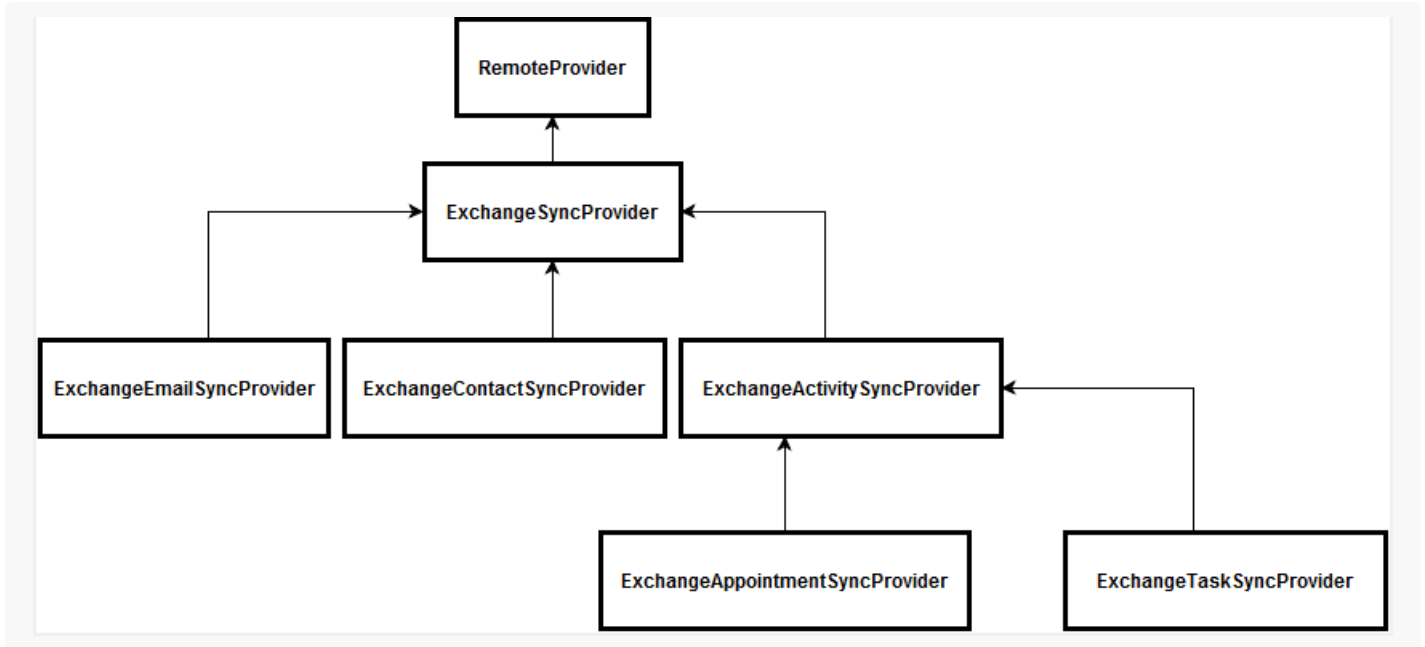 RemoteProvider
ExchangeSyncProvider
ExchangeEmailSyncProvider
ExchangeContactSyncProvider
ExchangeActivitySyncProvider
ExchangeAppointmentSyncProvider
ExchangeTaskSyncProvider